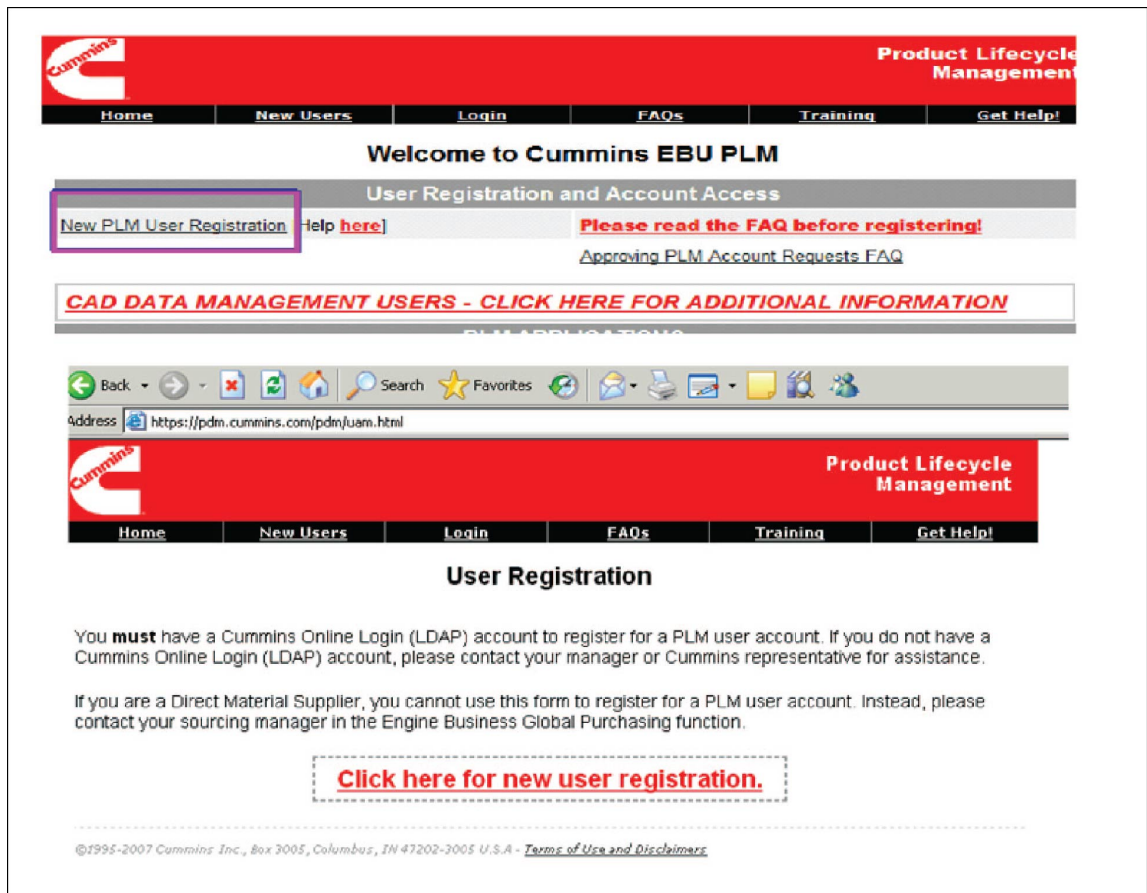 Cummins
Product Lifecycle
Management
Home New Users Login FAQs Training Get Help!
Welcome to Cummins EBU PLM
User Registration and Account Access
New PLM User Registration Help here] Please read the FAQ before registering!
Approving PLM Account Requests FAQ
CAD DATA MANAGEMENT USERS - CLICK HERE FOR ADDITIONAL INFORMATION
PLM APPLICATIONS
Back Search Favorites
Address https://pdm.cummins.com/pdm/uam.html
Cummins
Product Lifecycle
Management
Home New Users Login FAQs Training Get Help!
User Registration
You must have a Cummins Online Login (LDAP) account to register for a PLM user account. If you do not have a
Cummins Online Login (LDAP) account, please contact your manager or Cummins representative for assistance.
If you are a Direct Material Supplier, you cannot use this form to register for a PLM user account. Instead, please
contact your sourcing manager in the Engine Business Global Purchasing function.
Click here for new user registration.
©1995-2007 Cummins Inc., Box 3005, Columbus, IN 47202-3005 U.S.A - Terms of Use and Disclaimers